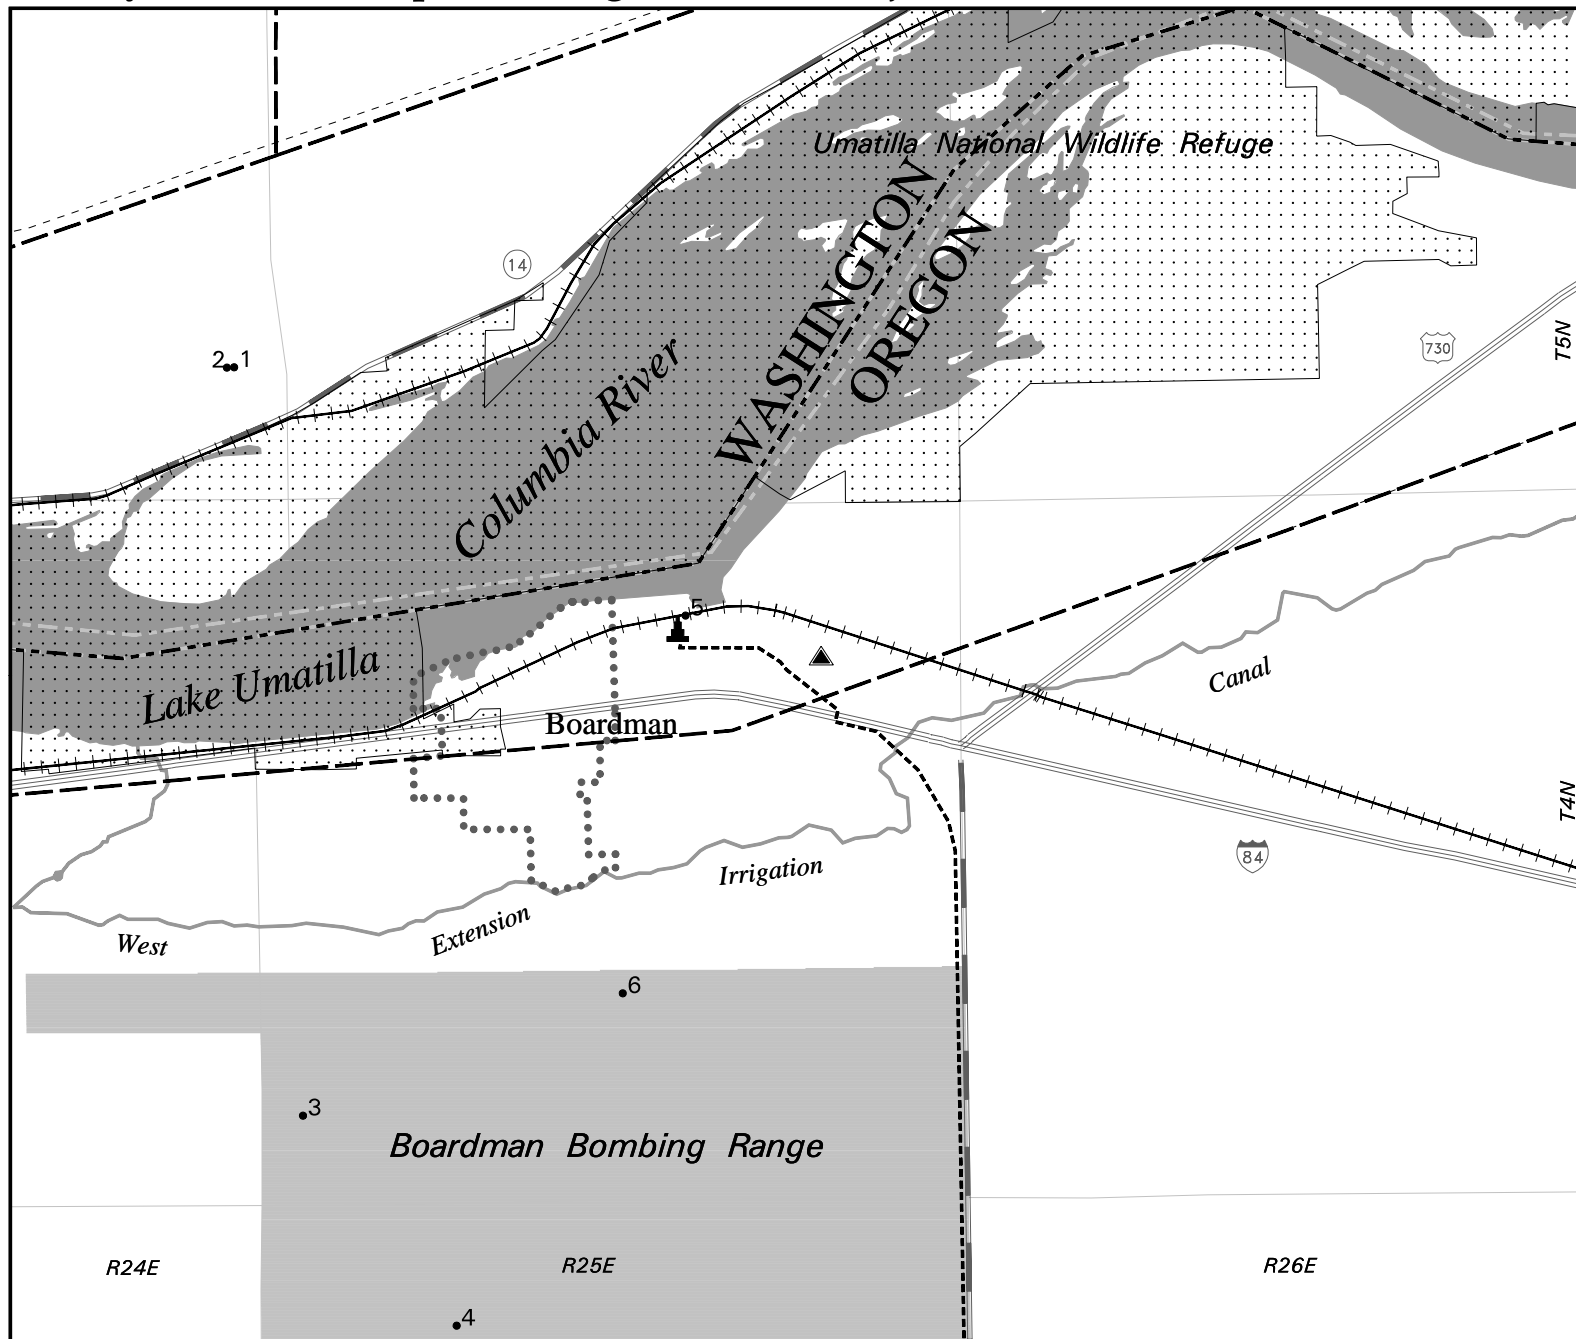 Umatilla National Wildlife Refuge
WASHINGTON
OREGON
14
2 1
Columbia River
730
T5N
5
Lake Umatilla
Canal
Boardman
T4N
84
Irrigation
Extension
West
6
3
Boardman Bombing Range
R24E
R25E
R26E
4